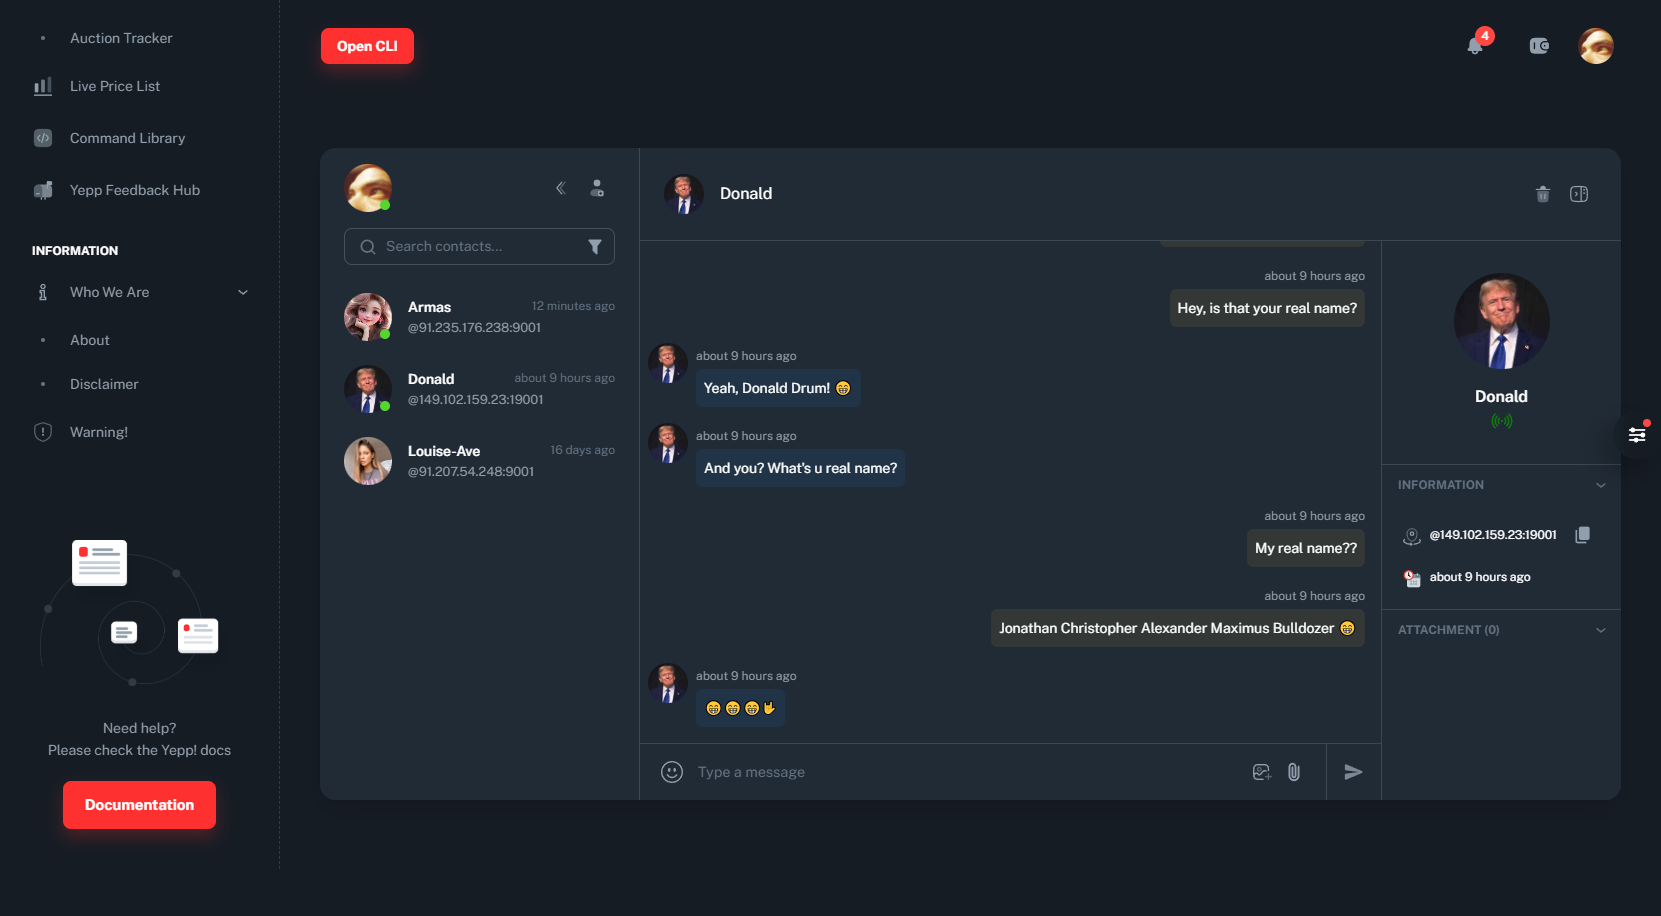 Auction Tracker
Live Price List
Command Library
Yepp Feedback Hub
INFORMATION
Who We Are
About
Disclaimer
Warning!
Need help?
Please check the Yepp! docs
Documentation
Open CLI
4
Search contacts...
Armas
12 minutes ago
@91.235.176.238:9001
Donald
about 9 hours ago
@149.102.159.23:19001
Louise-Ave
16 days ago
@91.207.54.248:9001
Donald
about 9 hours ago
Hey, is that your real name?
about 9 hours ago
Yeah, Donald Drum! 😁
about 9 hours ago
And you? What's u real name?
about 9 hours ago
My real name??
about 9 hours ago
Jonathan Christopher Alexander Maximus Bulldozer 😁
about 9 hours ago
😁😁😁🤘
Type a message
Donald
INFORMATION
@149.102.159.23:19001
about 9 hours ago
ATTACHMENT (0)